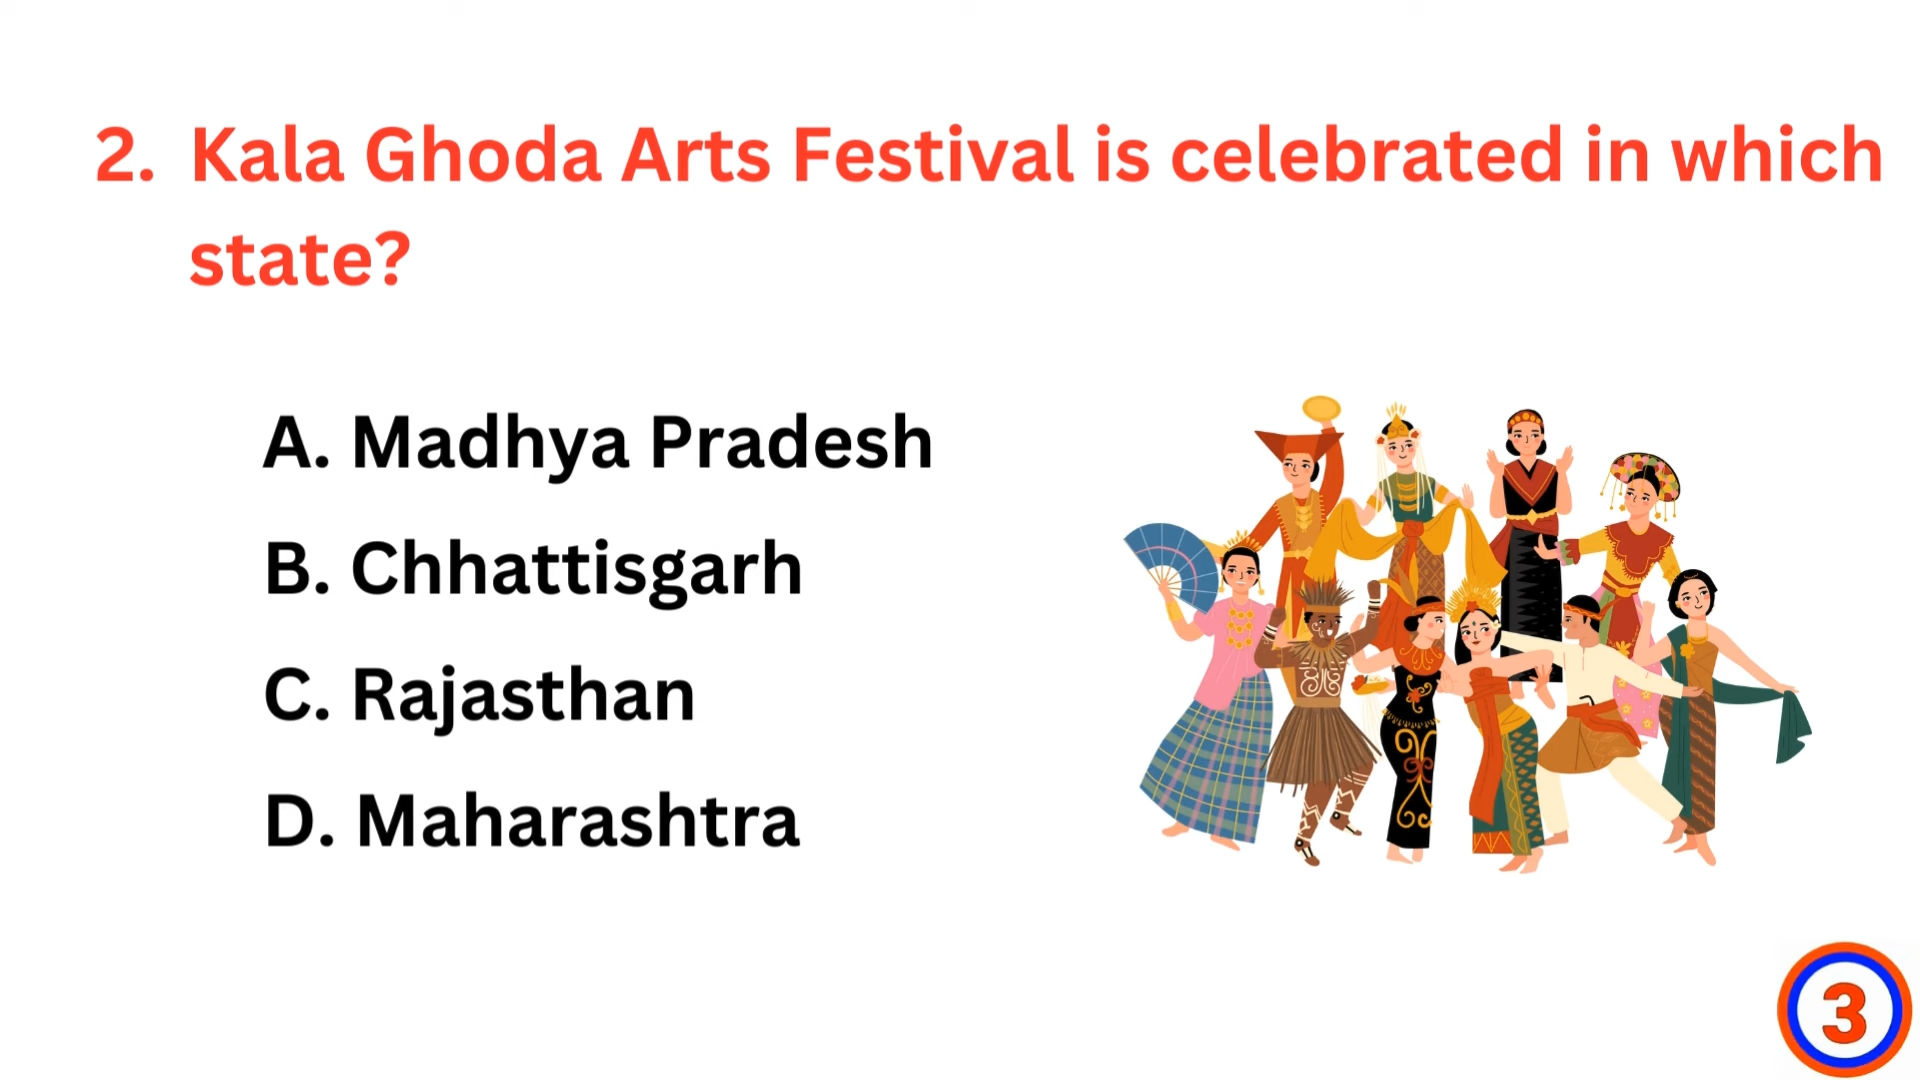 2. Kala Ghoda Arts Festival is celebrated in which
state?
A. Madhya Pradesh
B. Chhattisgarh
C. Rajasthan
D. Maharashtra
3